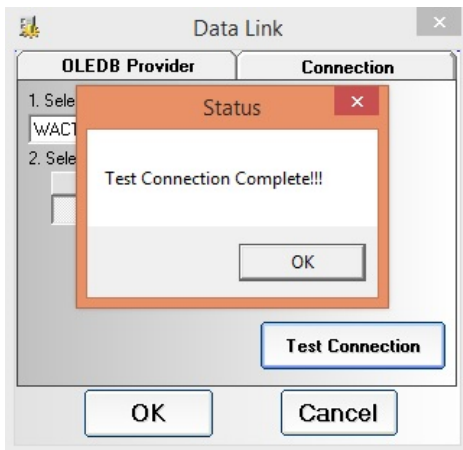 Data Link
OLEDB Provider
Connection
1. Sele
WACT
2. Sele
Status
Test Connection Complete!!!
OK
Test Connection
OK
Cancel